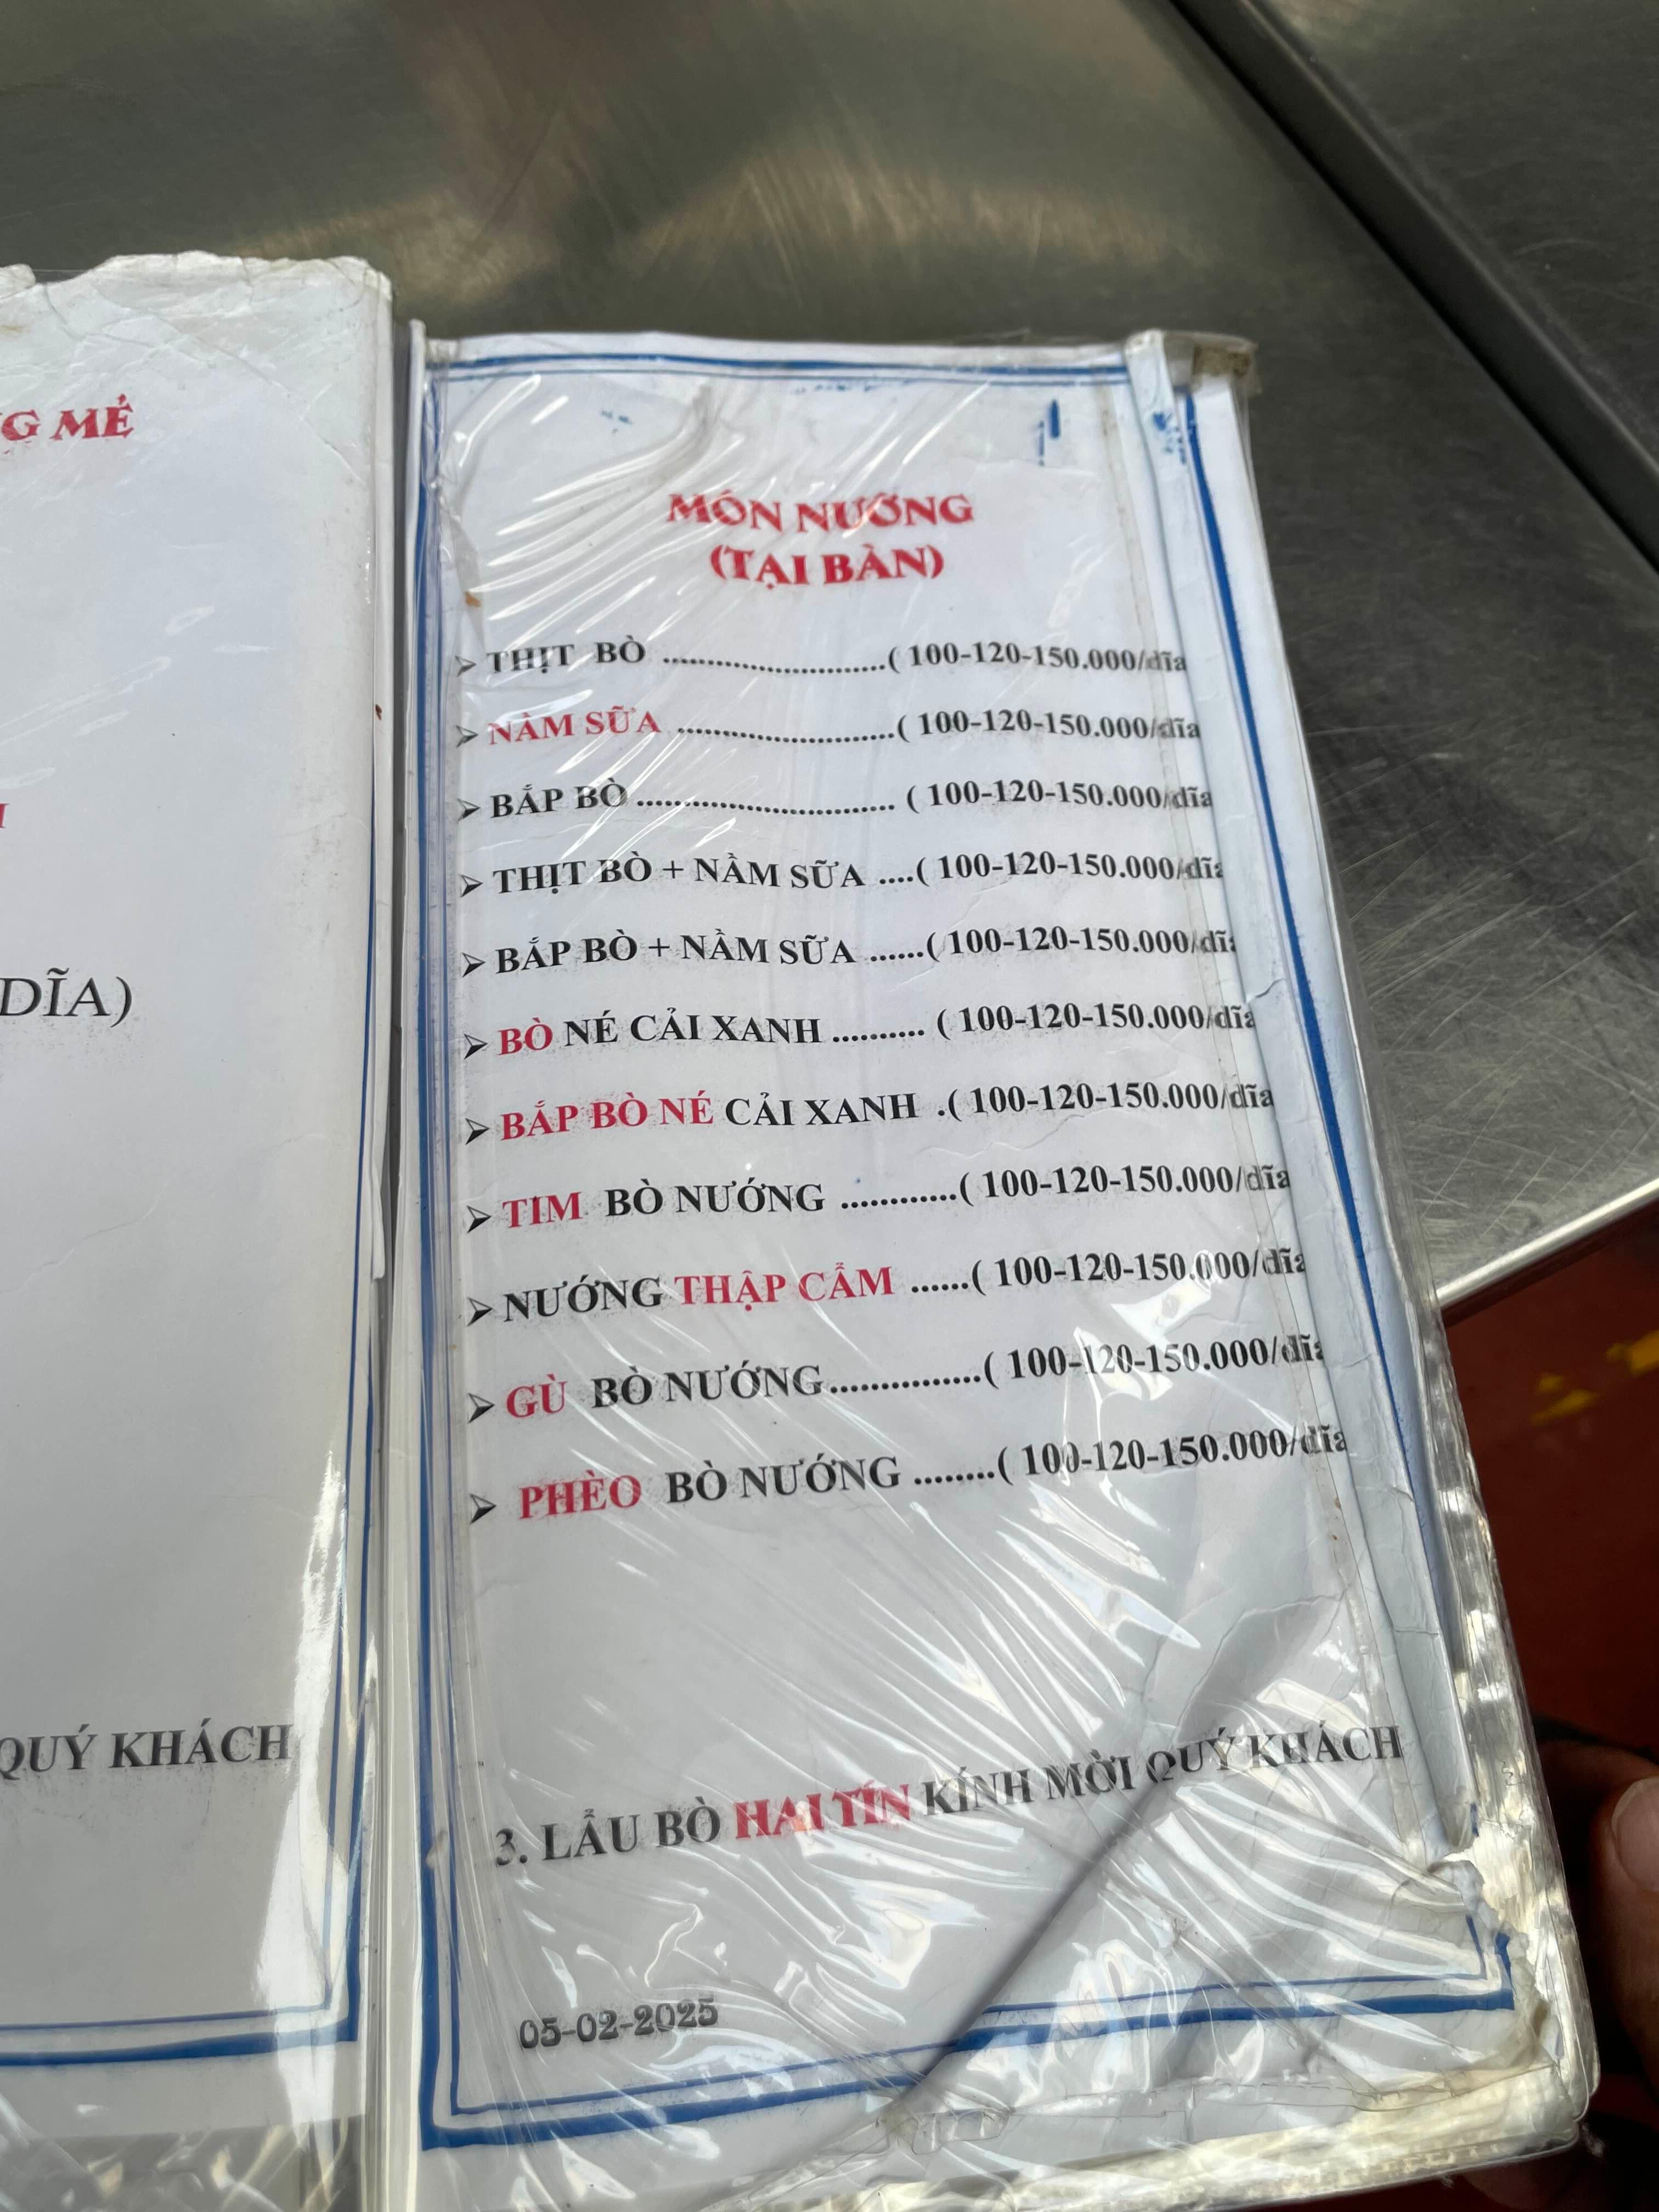 G MẺ
DĨA)
QUÝ KHÁCH
MÓN NƯỚNG
(TẠI BÀN)
➢ THỊT BÒ .........................( 100-120-150.000/dĩa
➢ NẦM SỮA ........................( 100-120-150.000/dĩa
➢ BẮP BÒ ............................. ( 100-120-150.000/dĩa
➢ THỊT BÒ + NẦM SỮA ....( 100-120-150.000/dĩa
➢ BẮP BÒ + NẦM SỮA ......( 100-120-150.000/dĩa
➢ BÒ NÉ CẢI XANH .......... ( 100-120-150.000/dĩa
➢ BẮP BÒ NÉ CẢI XANH .( 100-120-150.000/dĩa
➢ TIM BÒ NƯỚNG ............( 100-120-150.000/dĩa
➢ NƯỚNG THẬP CẨM ......( 100-120-150.000/dĩa
➢ GÙ BÒ NƯỚNG................( 100-120-150.000/dĩa
➢ PHÈO BÒ NƯỚNG ........( 100-120-150.000/dĩa
3. LẨU BÒ HAI TÍN KÍNH MỜI QUÝ KHÁCH
05-02-2025